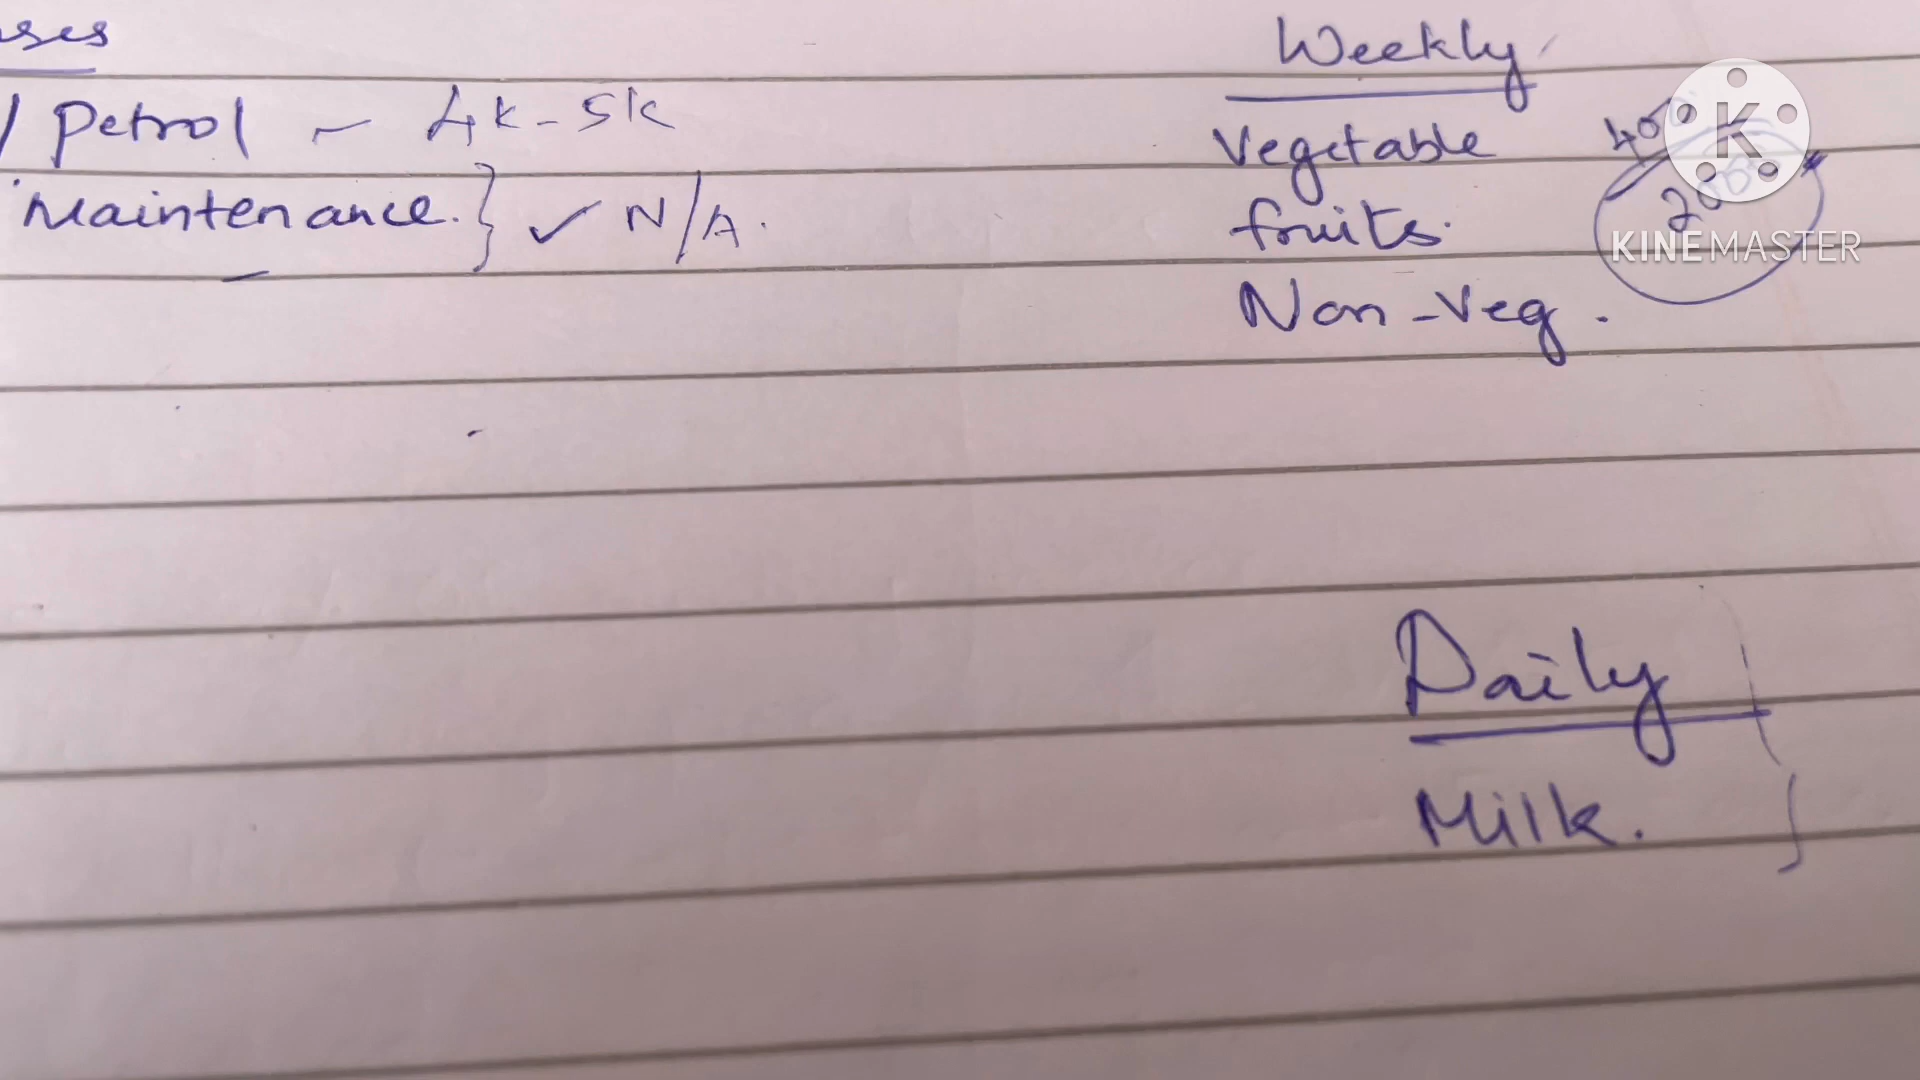 Weekly
/ Petrol - 4k-5k
Vegetable
Maintenance. } ✓ N/A.
fruits.
KINEMASTER
Non-Veg.
Daily
Milk.